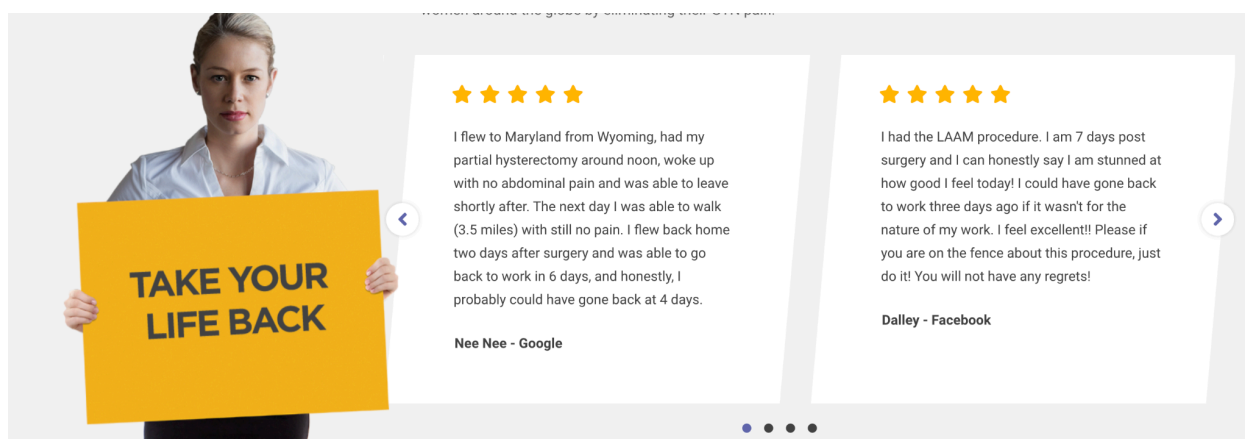 TAKE YOUR
LIFE BACK
I flew to Maryland from Wyoming, had my
partial hysterectomy around noon, woke up
with no abdominal pain and was able to leave
shortly after. The next day I was able to walk
(3.5 miles) with still no pain. I flew back home
two days after surgery and was able to go
back to work in 6 days, and honestly, I
probably could have gone back at 4 days.
Nee Nee - Google
I had the LAAM procedure. I am 7 days post
surgery and I can honestly say I am stunned at
how good I feel today! I could have gone back
to work three days ago if it wasn't for the
nature of my work. I feel excellent!! Please if
you are on the fence about this procedure, just
do it! You will not have any regrets!
Dalley - Facebook